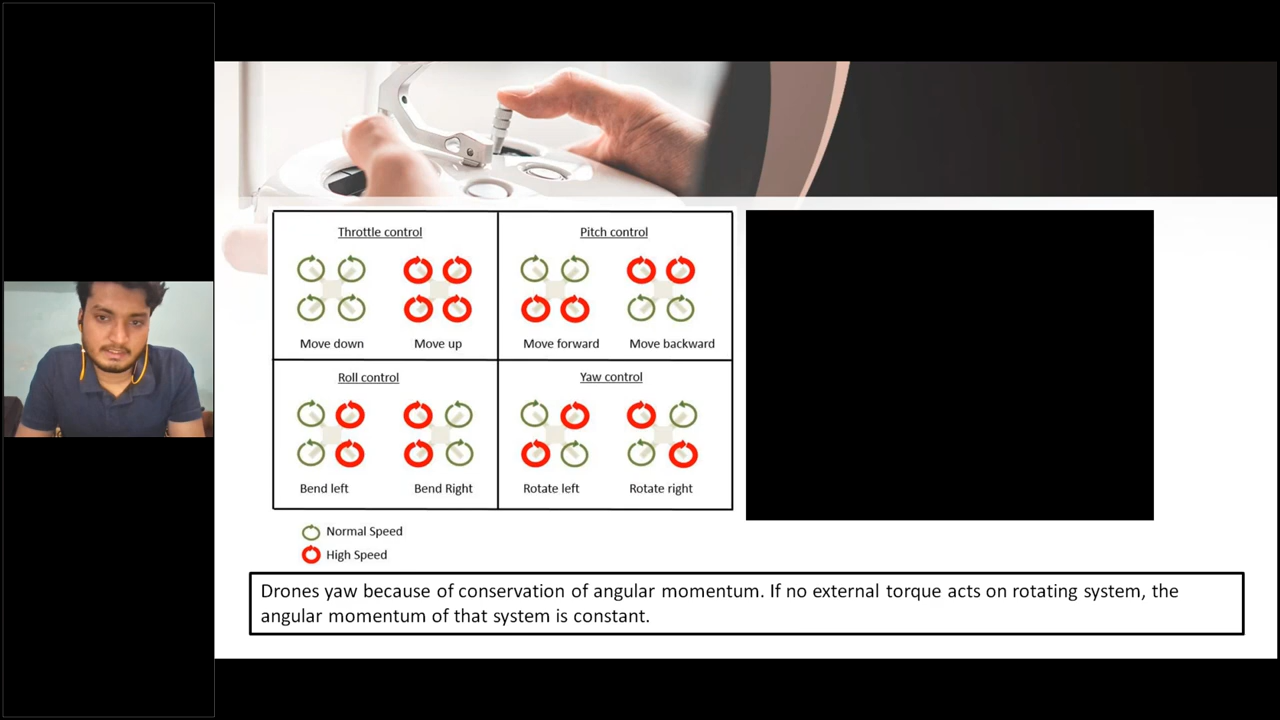 Throttle control
Pitch control
Move down
Move up
Move forward
Move backward
Roll control
Yaw control
Bend left
Bend Right
Rotate left
Rotate right
Normal Speed
High Speed
Drones yaw because of conservation of angular momentum. If no external torque acts on rotating system, the
angular momentum of that system is constant.